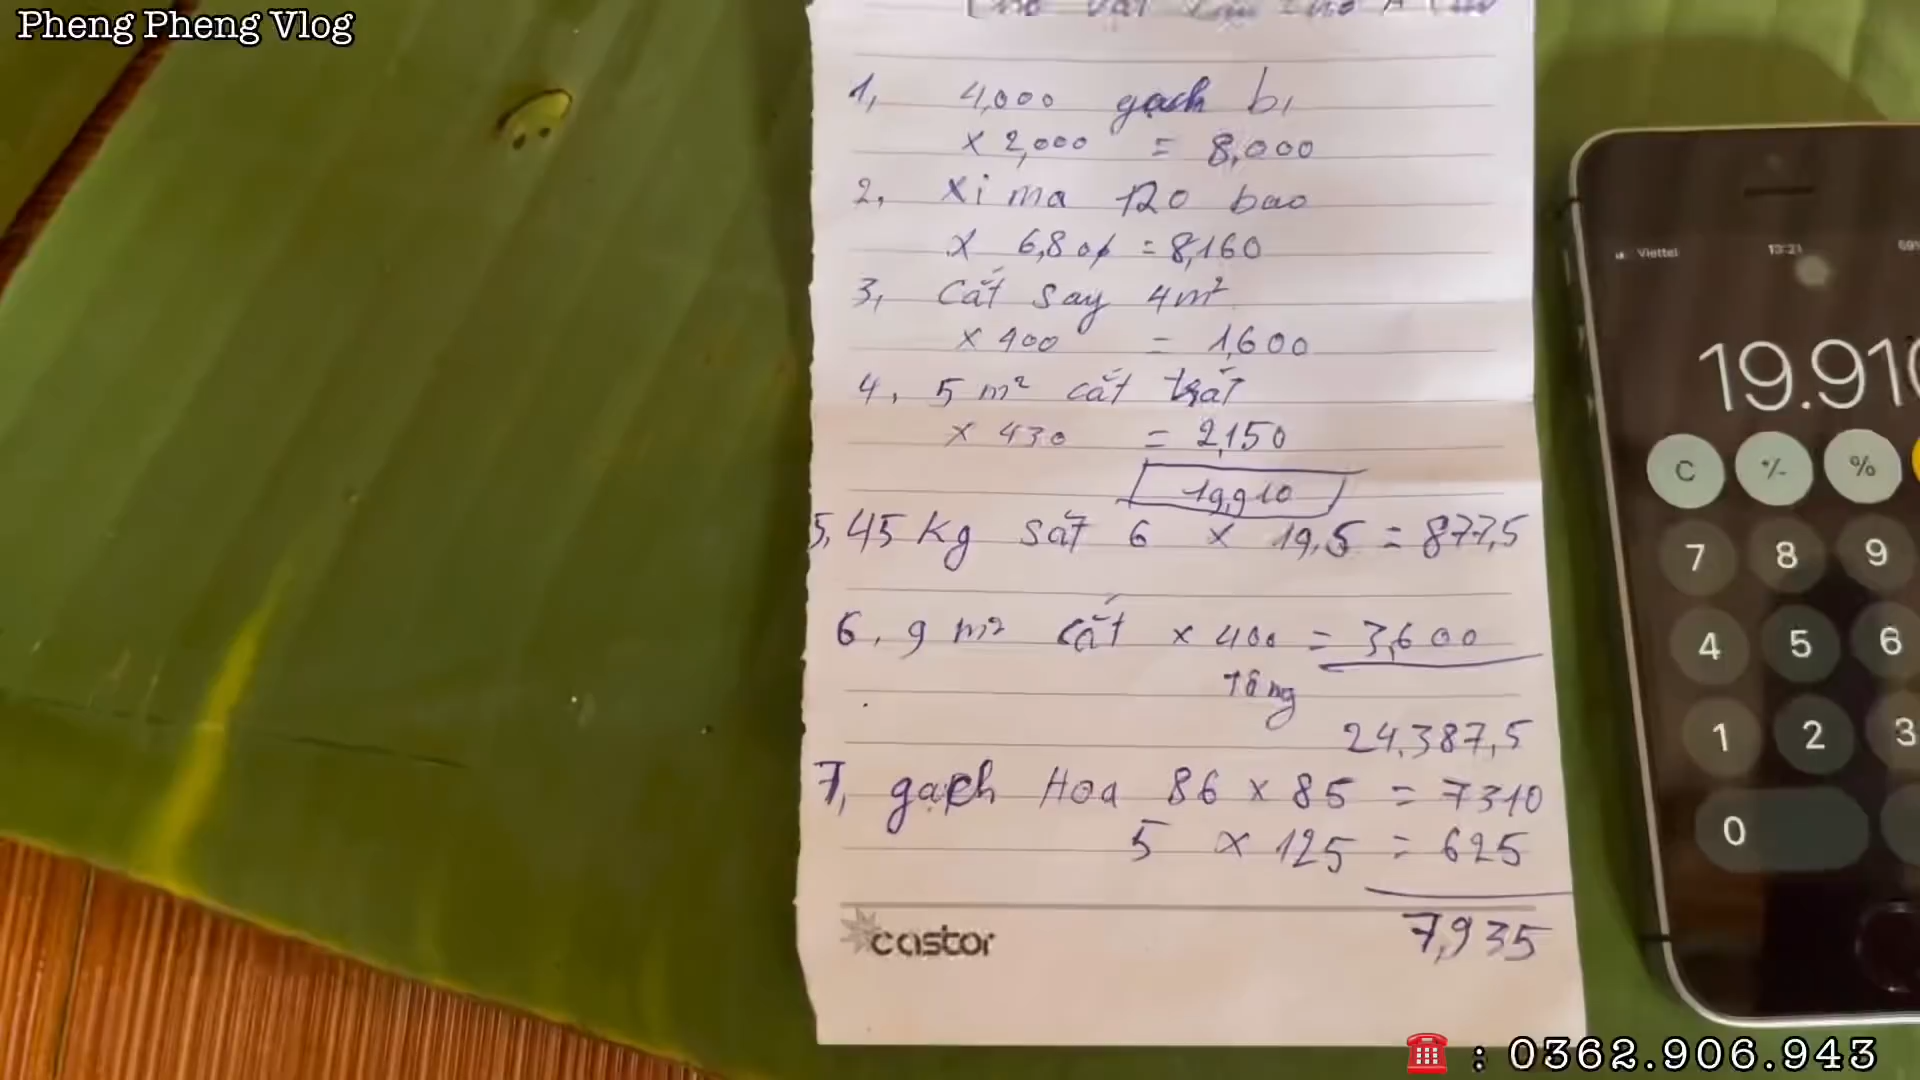 Pheng Pheng Vlog
1, 4,000 gạch bi
x 2,000 = 8,000
2, xi ma 120 bao
x 6,80 = 8,160
3, Cát say 4m²
x 400 = 1,600
4, 5 m² cát trát
x 430 = 2,150
19,910
5, 45 Kg sắt 6 x 19,5 = 877,5
6, 9 m² cát x 400 = 3,600
Tổng
24.387,5
7, gạch Hoa 86 x 85 = 7310
5 x 125 = 625
7,935
castor
Viettel 13:21 69%
19.910
C +/- %
7 8 9
4 5 6
1 2 3
0
☎ : 0362.906.943